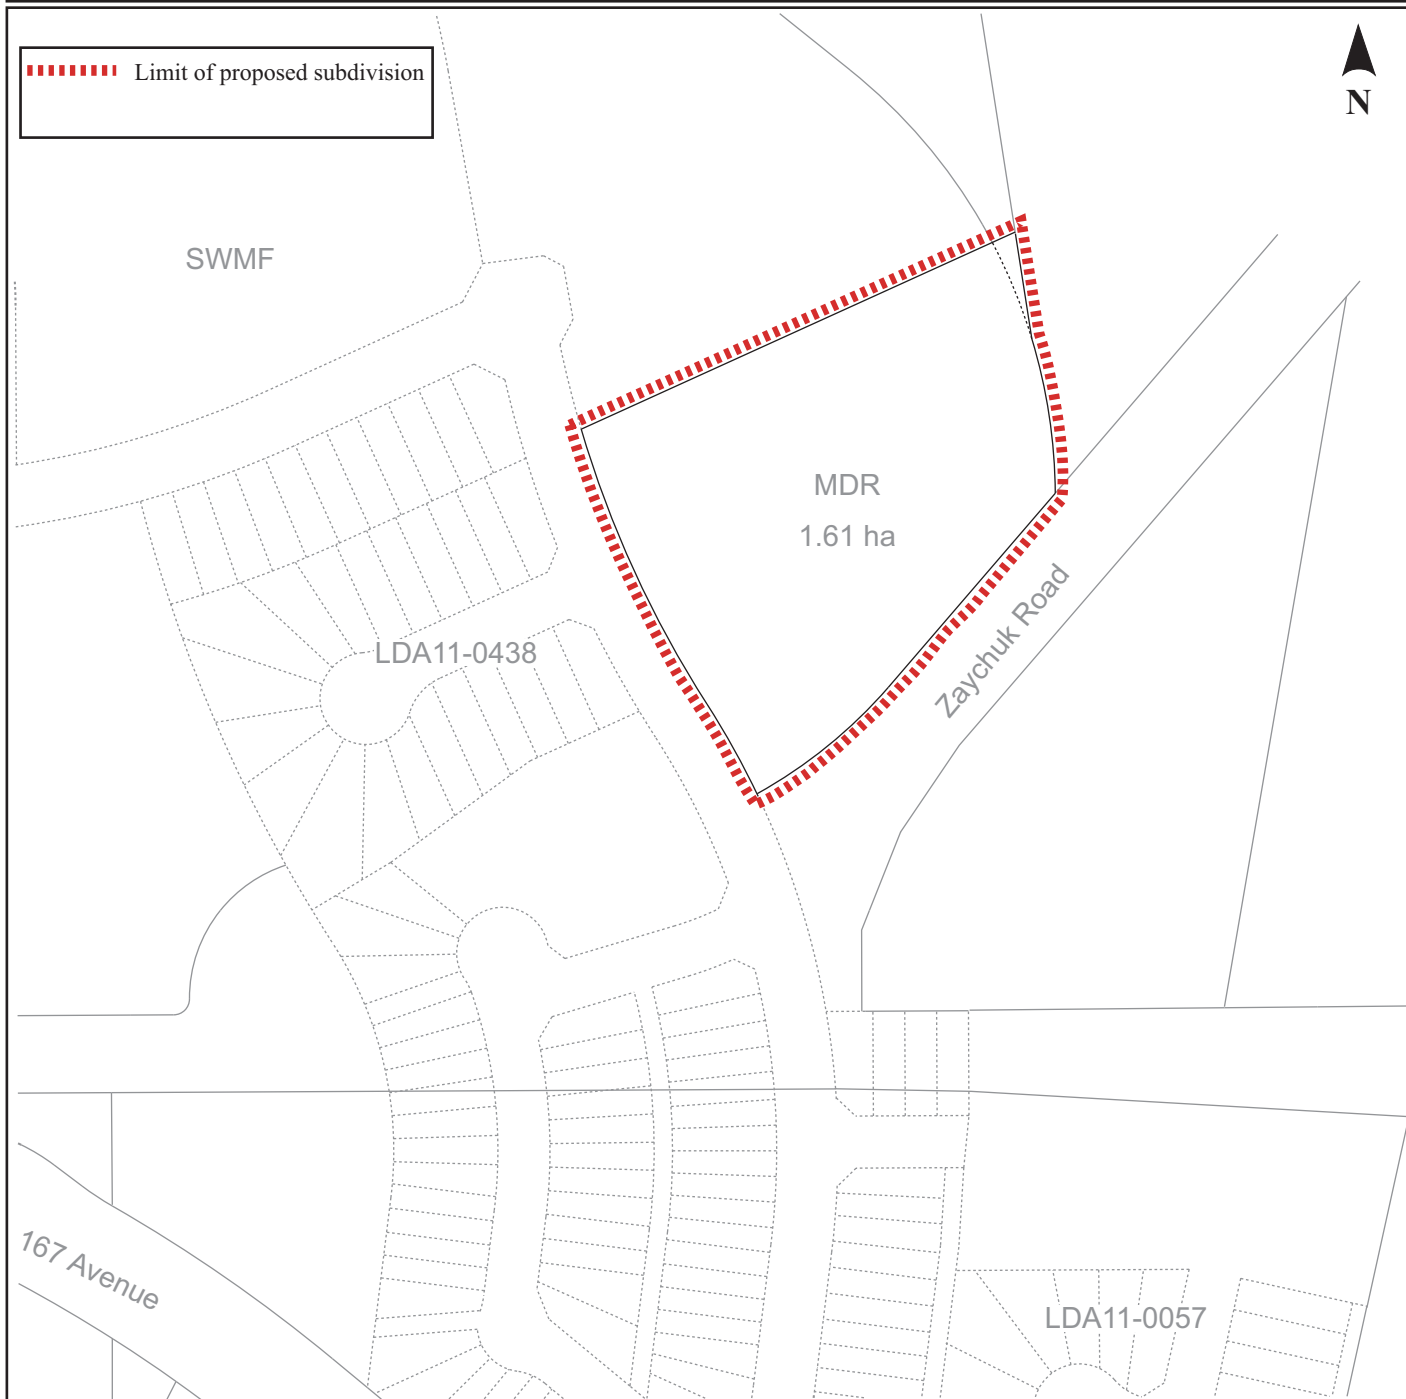 Limit of proposed subdivision
N
SWMF
MDR
1.61 ha
Zaychuk Road
LDA11-0438
167 Avenue
LDA11-0057